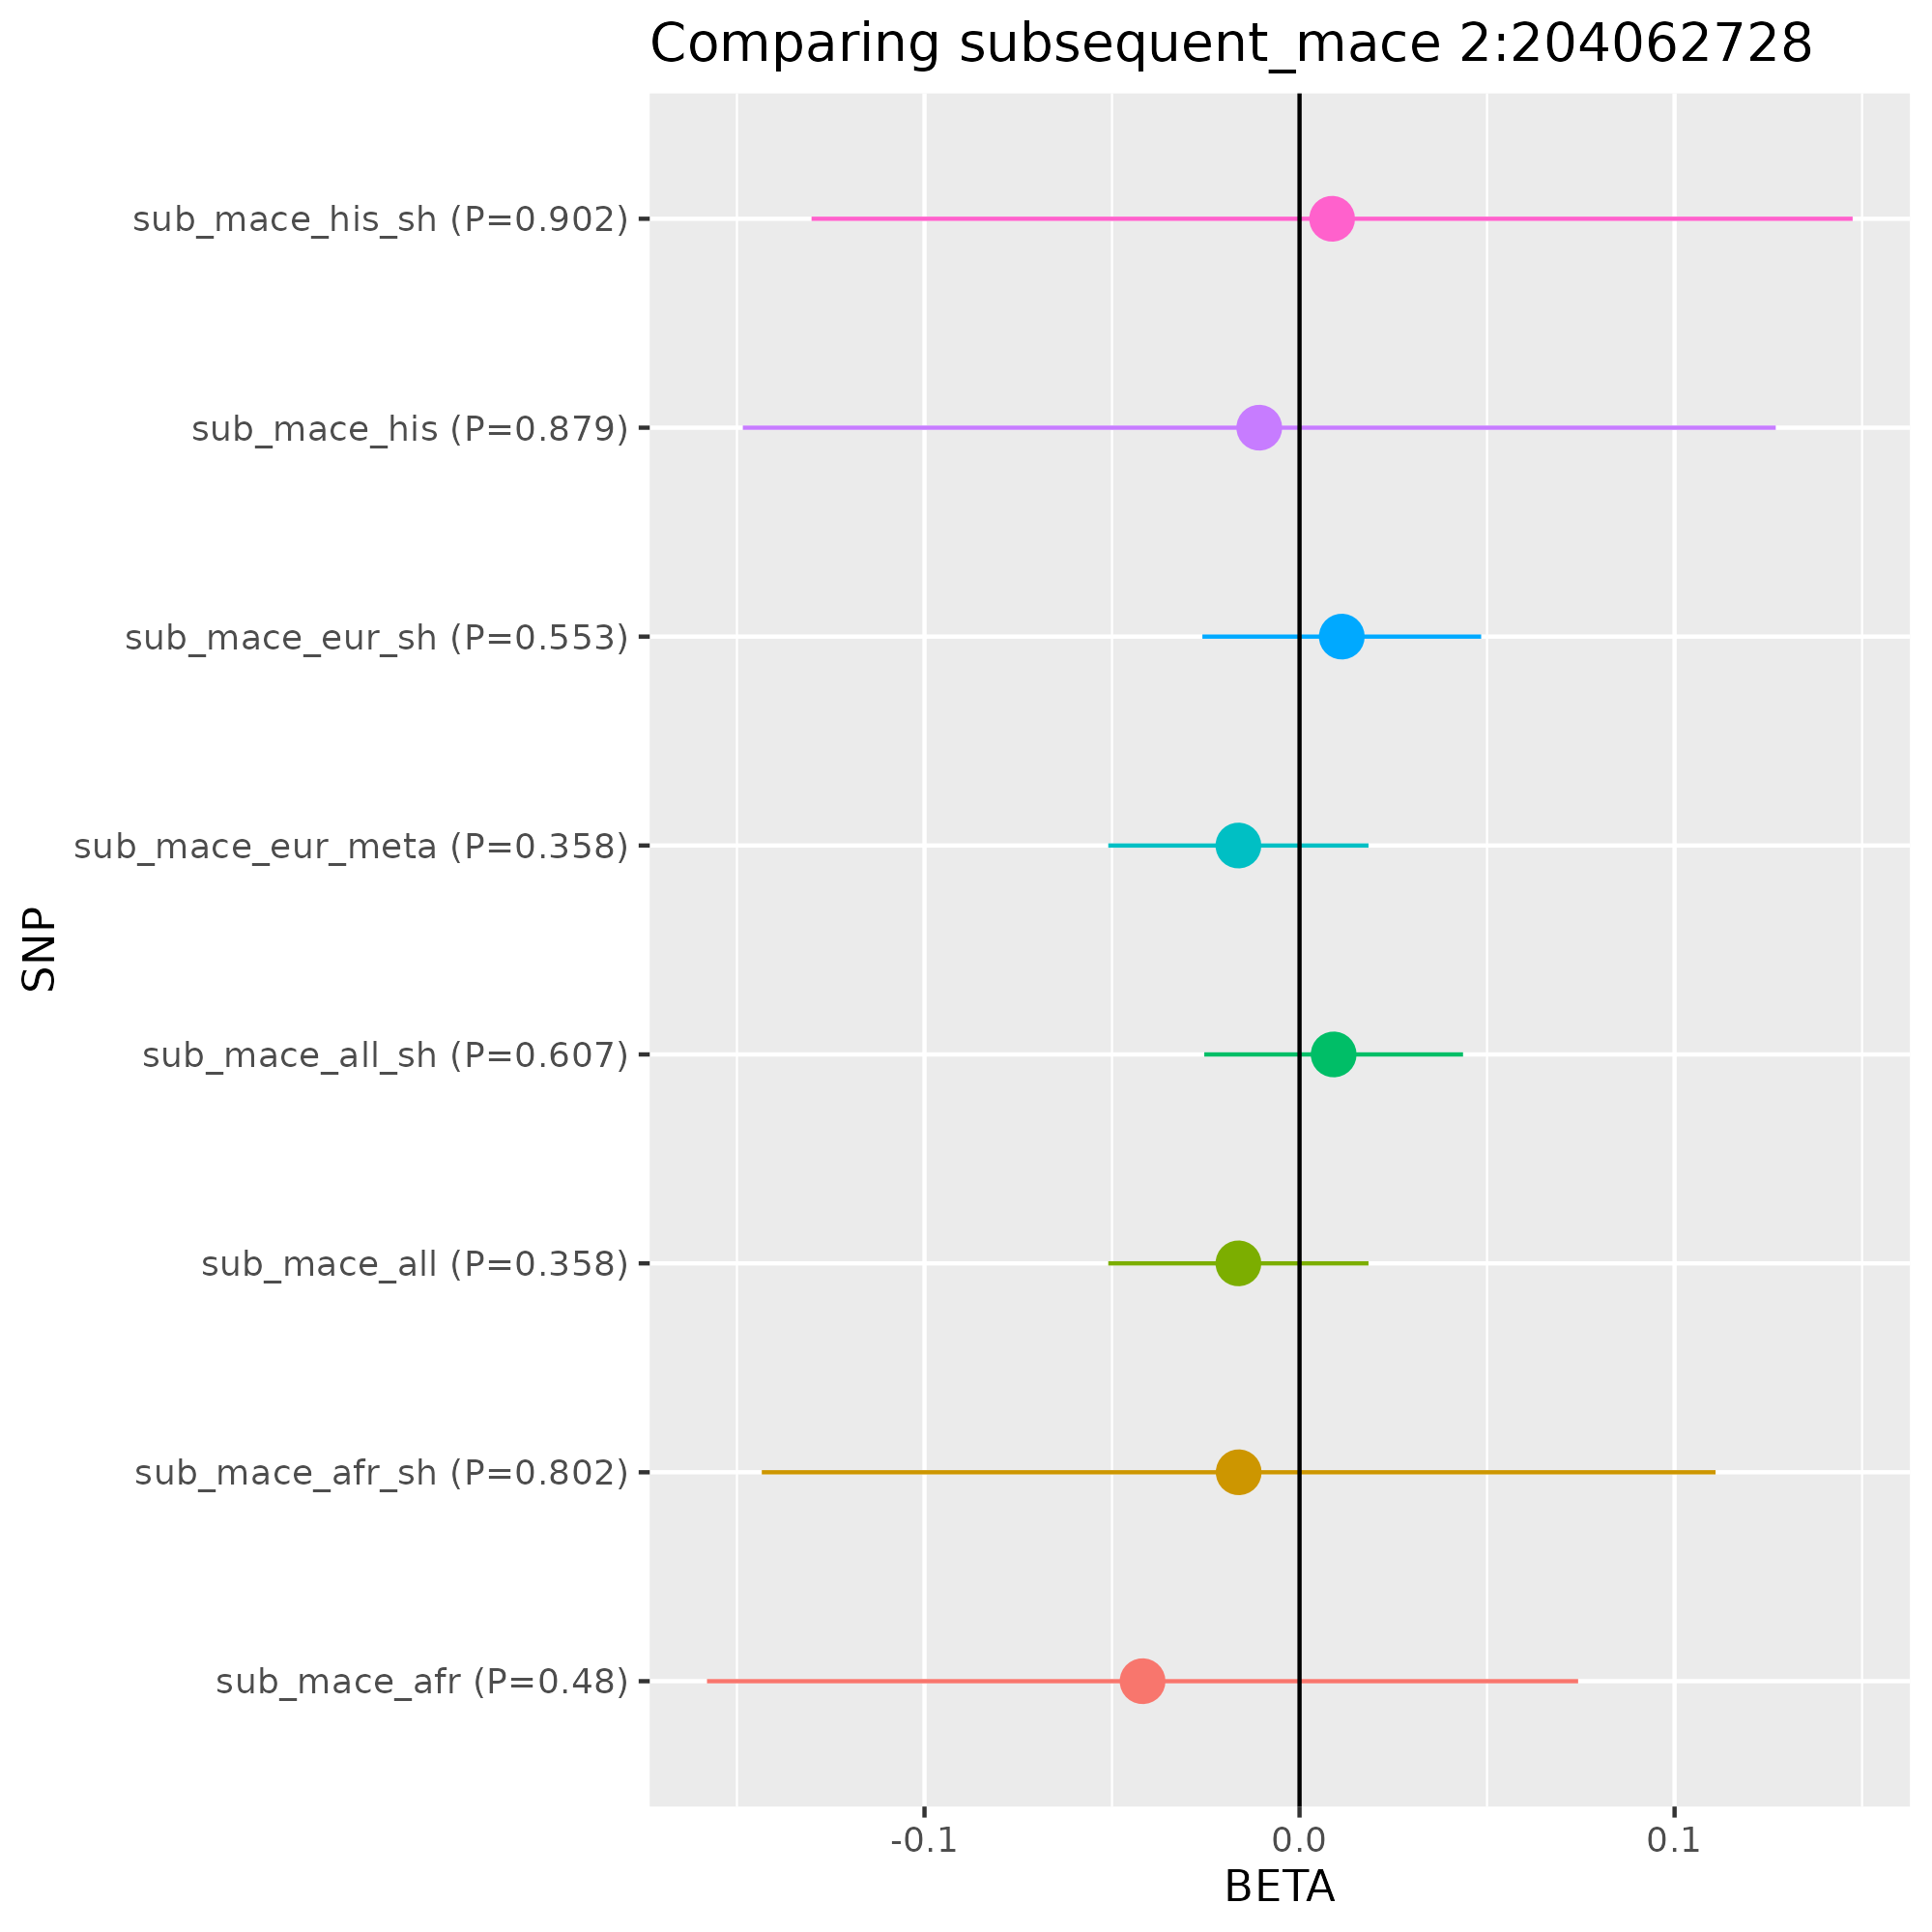 Comparing subsequent_mace 2:204062728
sub_mace_his_sh (P=0.902)
sub_mace_his (P=0.879)
sub_mace_eur_sh (P=0.553)
sub_mace_eur_meta (P=0.358)
SNP
sub_mace_all_sh (P=0.607)
sub_mace_all (P=0.358)
sub_mace_afr_sh (P=0.802)
sub_mace_afr (P=0.48)
-0.1 0.0 0.1
BETA